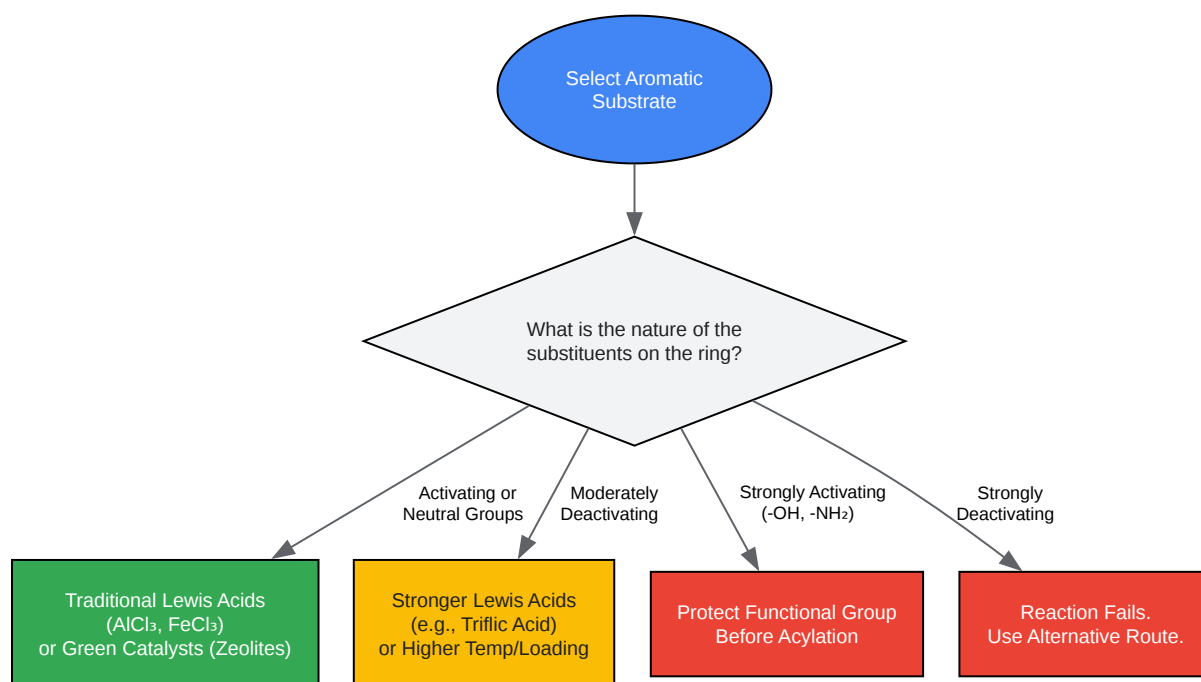 Select Aromatic
Substrate
What is the nature of the
substituents on the ring?
Activating or
Neutral Groups
Moderately
Deactivating
Strongly Activating
(-OH, -NH₂)
Strongly
Deactivating
Traditional Lewis Acids
(AlCl₃, FeCl₃)
or Green Catalysts (Zeolites)
Stronger Lewis Acids
(e.g., Triflic Acid)
or Higher Temp/Loading
Protect Functional Group
Before Acylation
Reaction Fails.
Use Alternative Route.